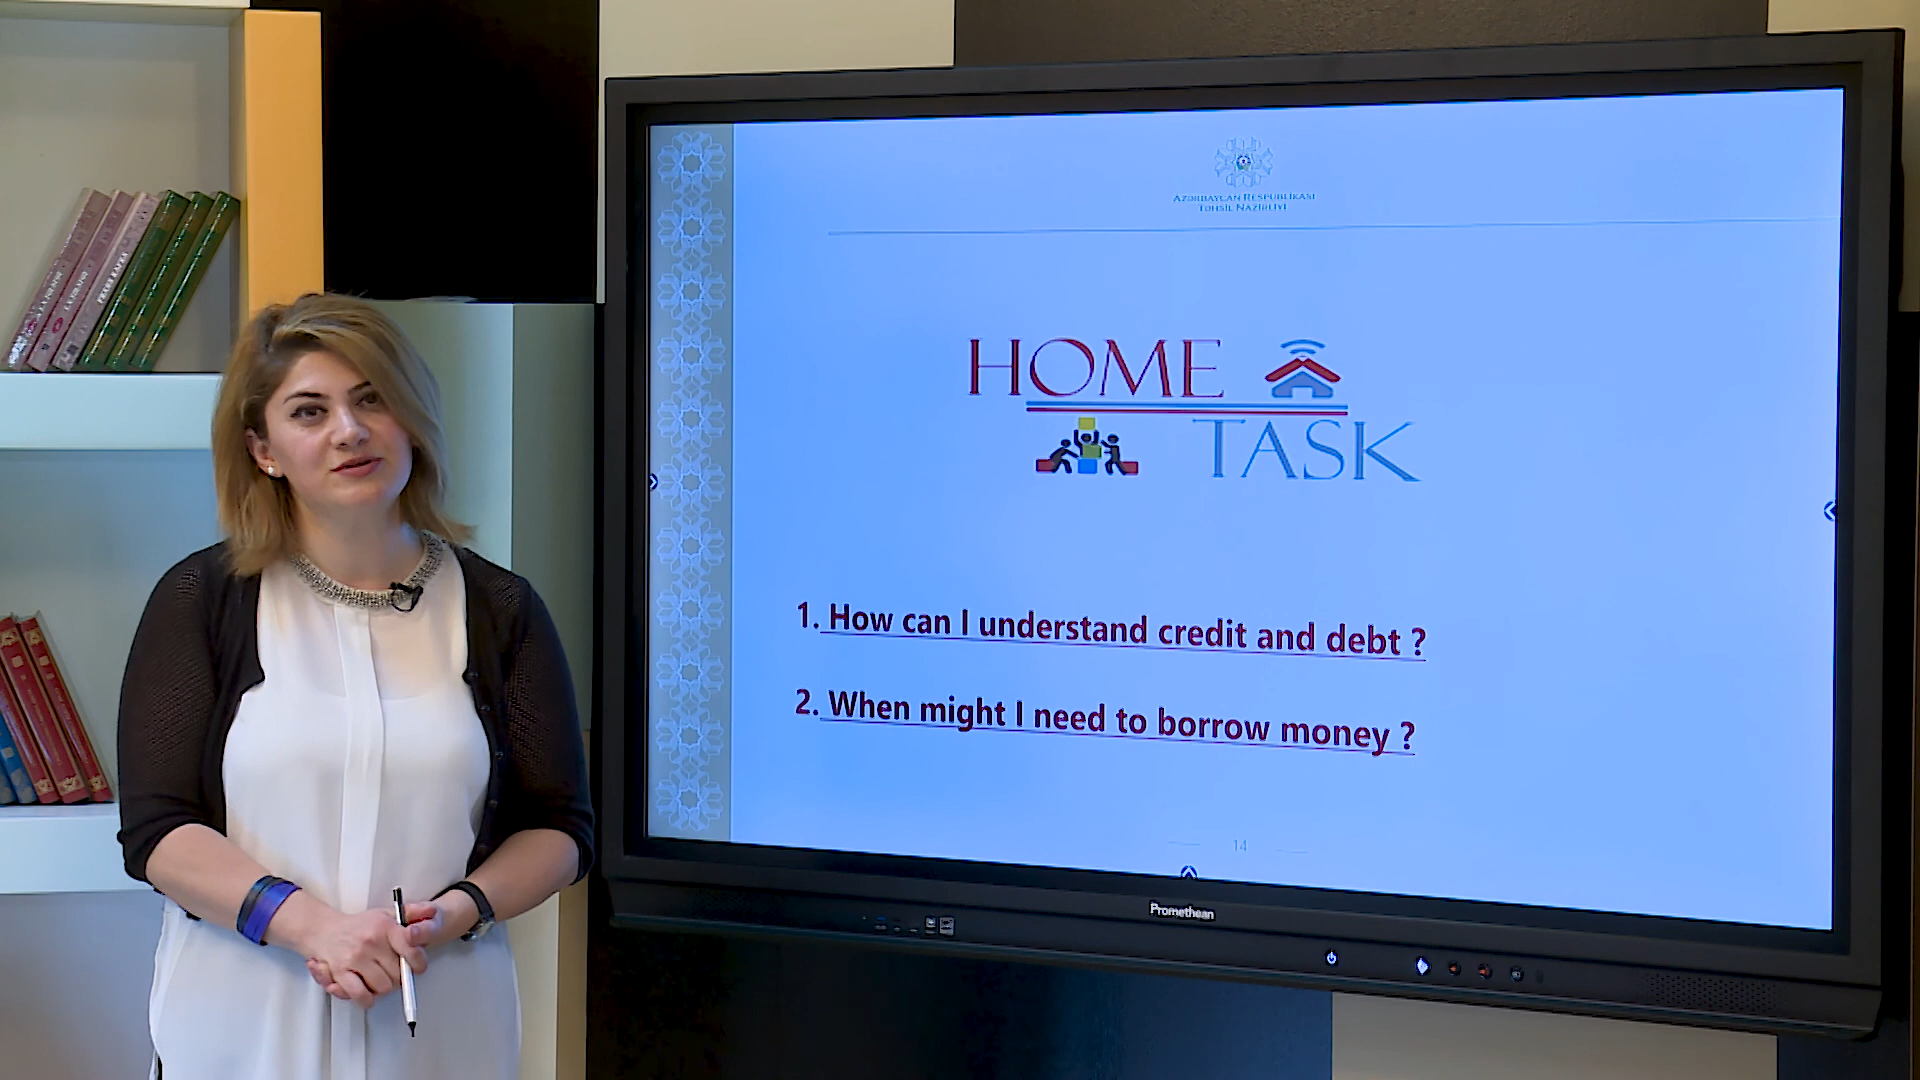 AZƏRBAYCAN RESPUBLİKASI
TƏHSİL NAZİRLİYİ
HOME
TASK
1. How can I understand credit and debt ?
2. When might I need to borrow money ?
14
Promethean